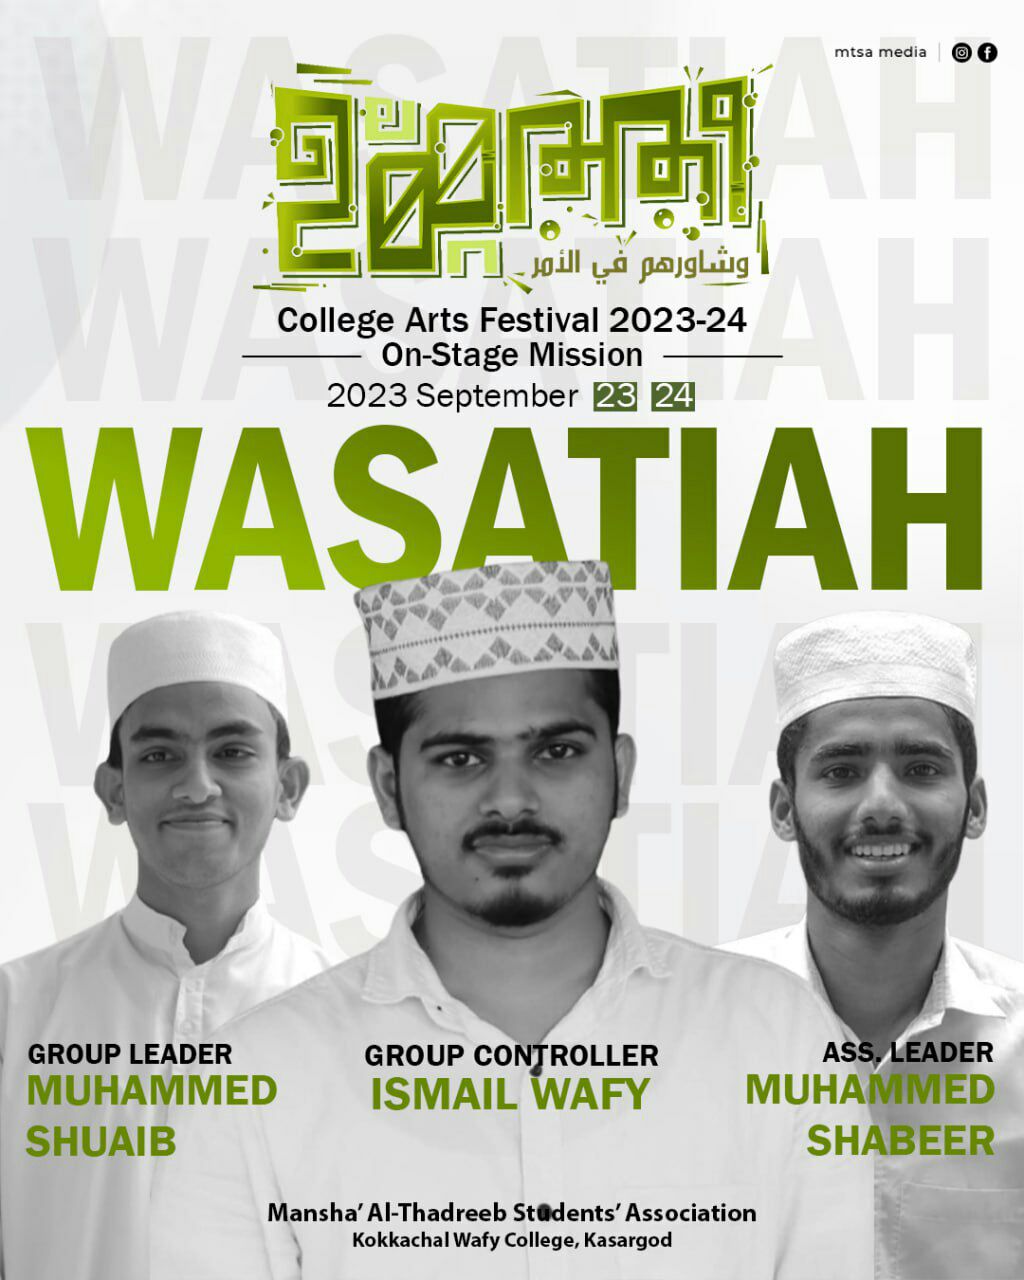 mtsa media
وشاورهم في الأمر
College Arts Festival 2023-24
On-Stage Mission
2023 September 23 24
WASATIAH
GROUP LEADER
MUHAMMED
SHUAIB
GROUP CONTROLLER
ISMAIL WAFY
ASS. LEADER
MUHAMMED
SHABEER
Mansha' Al-Thadreeb Students' Association
Kokkachal Wafy College, Kasargod